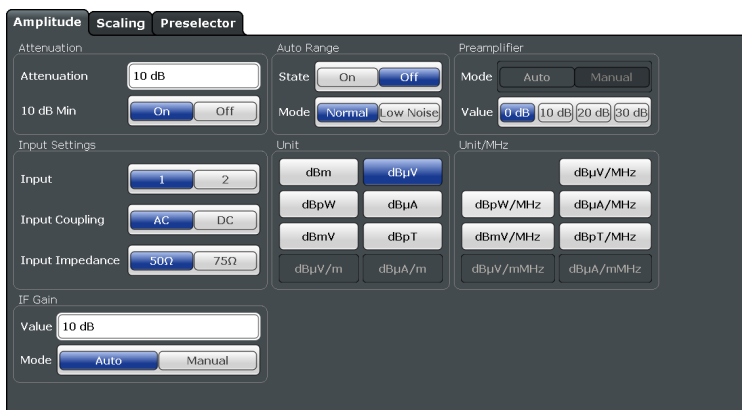 Amplitude Scaling Preselector
Attenuation
Attenuation 10 dB
10 dB Min On Off
Auto Range
State On Off
Mode Normal Low Noise
Preamplifier
Mode Auto Manual
Value 0 dB 10 dB 20 dB 30 dB
Input Settings
Input 1 2
Input Coupling AC DC
Input Impedance 50Ω 75Ω
Unit
dBm dBµV
dBpW dBµA
dBmV dBpT
dBµV/m dBµA/m
Unit/MHz
dBµV/MHz
dBpW/MHz dBµA/MHz
dBmV/MHz dBpT/MHz
dBµV/mMHz dBµA/mMHz
IF Gain
Value 10 dB
Mode Auto Manual